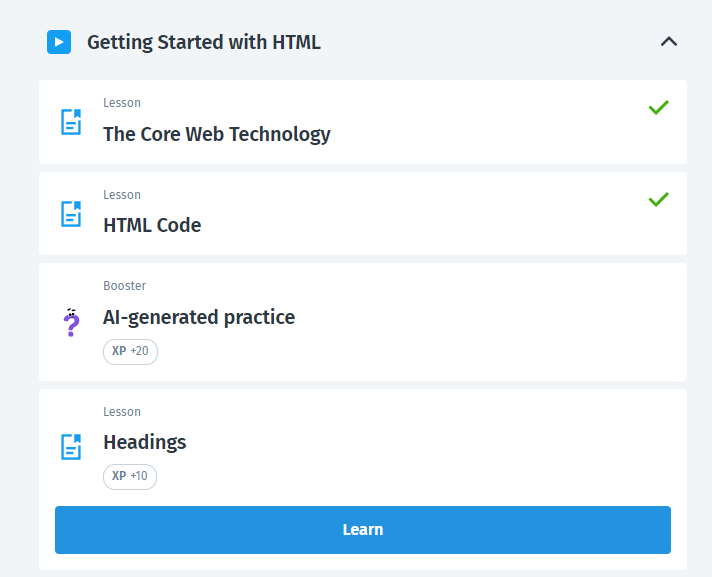 Getting Started with HTML
Lesson
The Core Web Technology
Lesson
HTML Code
Booster
AI-generated practice
XP +20
Lesson
Headings
XP +10
Learn